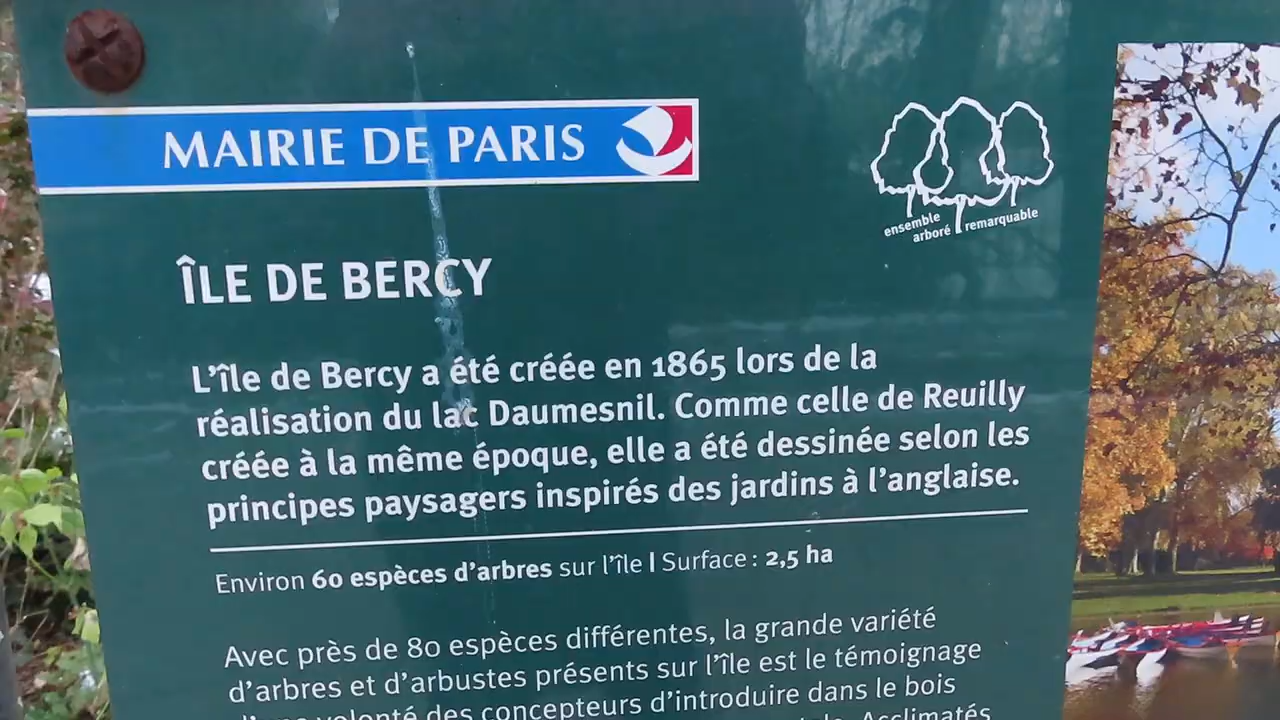 MAIRIE DE PARIS
ensemble
arboré remarquable
ÎLE DE BERCY
L'île de Bercy a été créée en 1865 lors de la
réalisation du lac Daumesnil. Comme celle de Reuilly
créée à la même époque, elle a été dessinée selon les
principes paysagers inspirés des jardins à l'anglaise.
Environ 60 espèces d'arbres sur l'île | Surface : 2,5 ha
Avec près de 80 espèces différentes, la grande variété
d'arbres et d'arbustes présents sur l'île est le témoignage
volonté des concepteurs d'introduire dans le bois
Acclimatés